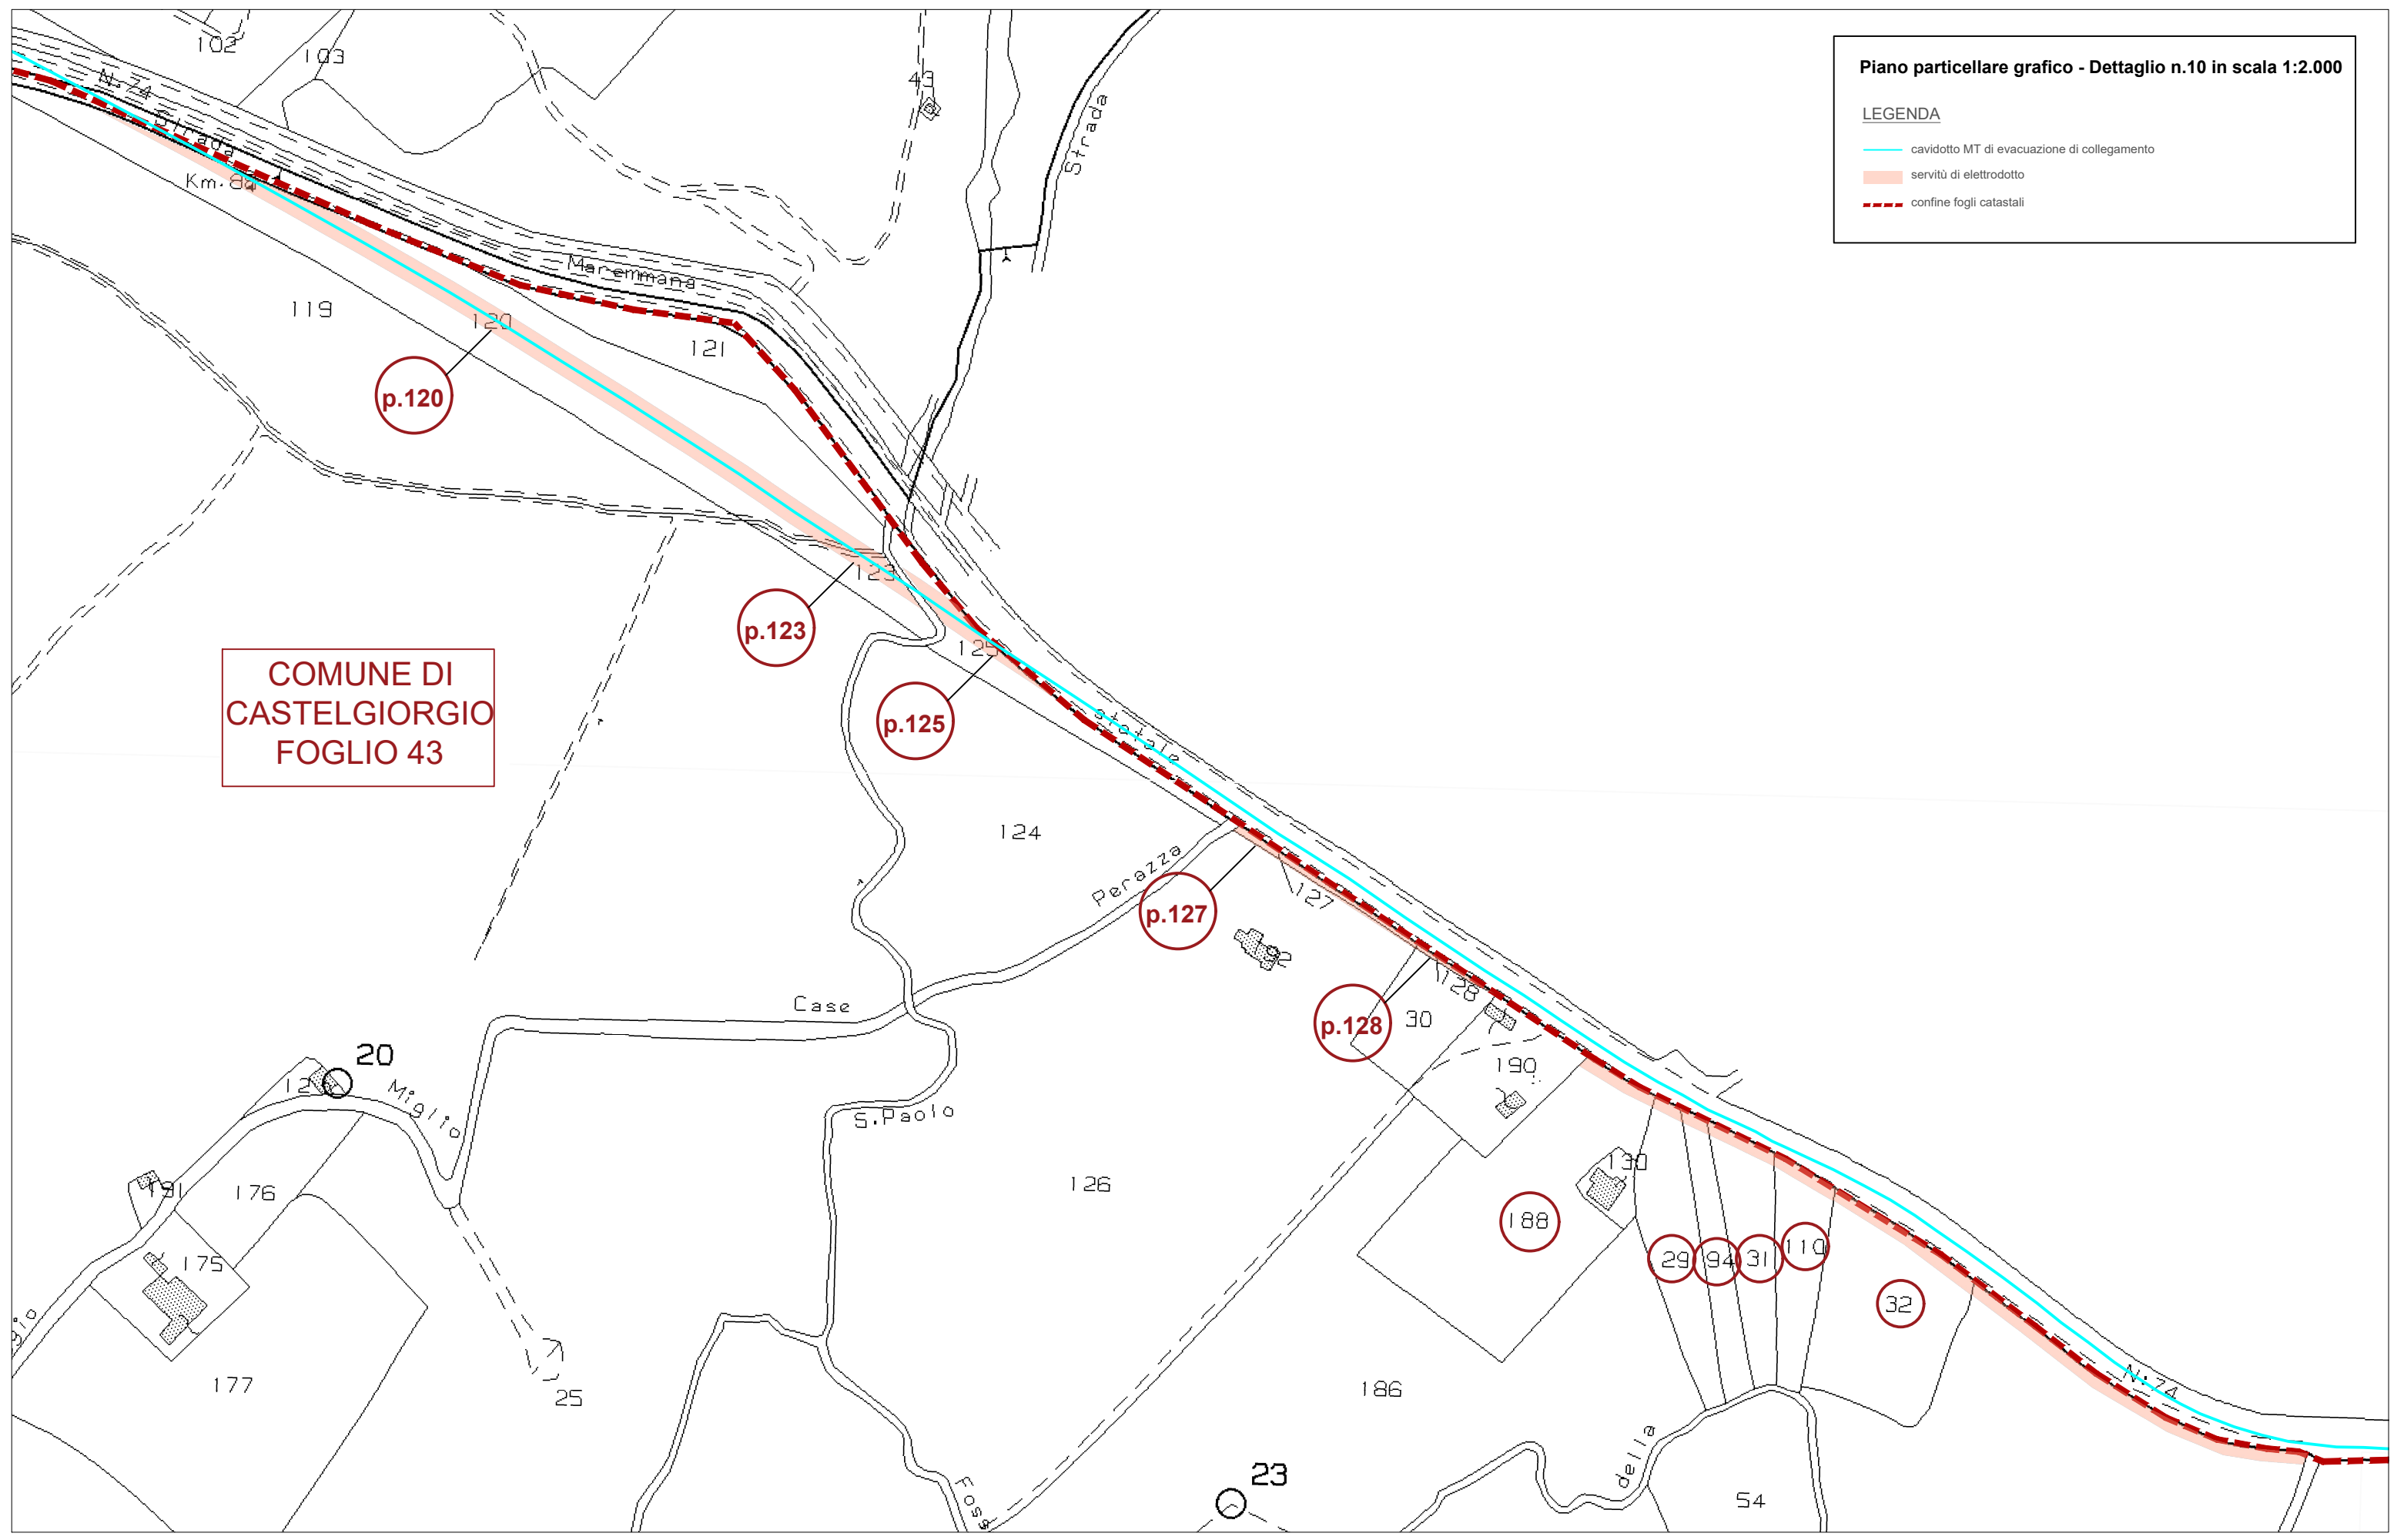 Piano particellare grafico - Dettaglio n.10 in scala 1:2.000
LEGENDA
cavidotto MT di evacuazione di collegamento
servitù di elettrodotto
confine fogli catastali
102
103
43
N.74
Strada
Strada
Maremmana
119
120
121
p.120
123
p.123
125
p.125
COMUNE DI
CASTELGIORGIO
FOGLIO 43
statale
124
Perazza
p.127
127
p.128
128
30
190
Case
20
Miglio
S.Paolo
126
130
188
29
94
31
110
32
191
176
175
177
25
186
N.74
della
23
54